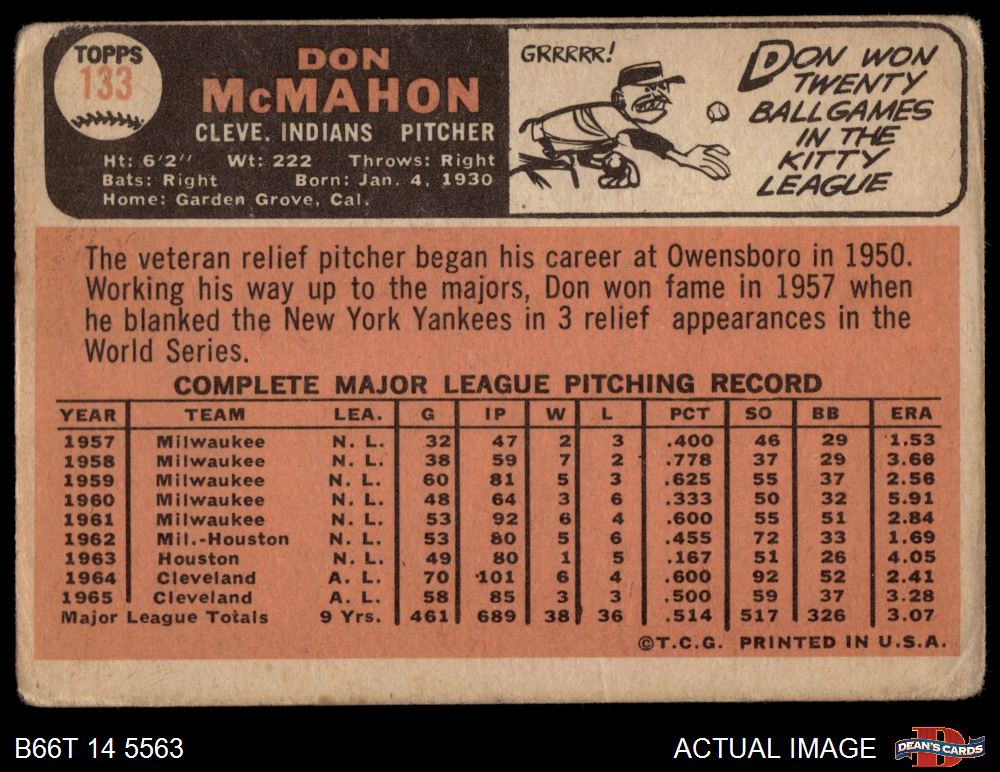 TOPPS
133
DON
McMAHON
CLEVE. INDIANS PITCHER
Ht: 6'2" Wt: 222 Throws: Right
Bats: Right Born: Jan. 4, 1930
Home: Garden Grove, Cal.
GRRRRR!
DON WON
TWENTY
BALLGAMES
IN THE
KITTY
LEAGUE
The veteran relief pitcher began his career at Owensboro in 1950.
Working his way up to the majors, Don won fame in 1957 when
he blanked the New York Yankees in 3 relief appearances in the
World Series.
COMPLETE MAJOR LEAGUE PITCHING RECORD
YEAR TEAM LEA. G IP W L PCT SO BB ERA
1957 Milwaukee N. L. 32 47 2 3 .400 46 29 1.53
1958 Milwaukee N. L. 38 59 7 2 .778 37 29 3.66
1959 Milwaukee N. L. 60 81 5 3 .625 55 37 2.56
1960 Milwaukee N. L. 48 64 3 6 .333 50 32 5.91
1961 Milwaukee N. L. 53 92 6 4 .600 55 51 2.84
1962 Mil.-Houston N. L. 53 80 5 6 .455 72 33 1.69
1963 Houston N. L. 49 80 1 5 .167 51 26 4.05
1964 Cleveland A. L. 70 101 6 4 .600 92 52 2.41
1965 Cleveland A. L. 58 85 3 3 .500 59 37 3.28
Major League Totals 9 Yrs. 461 689 38 36 .514 517 326 3.07
©T.C.G. PRINTED IN U.S.A.
B66T 14 5563
ACTUAL IMAGE
D
DEAN'S CARDS